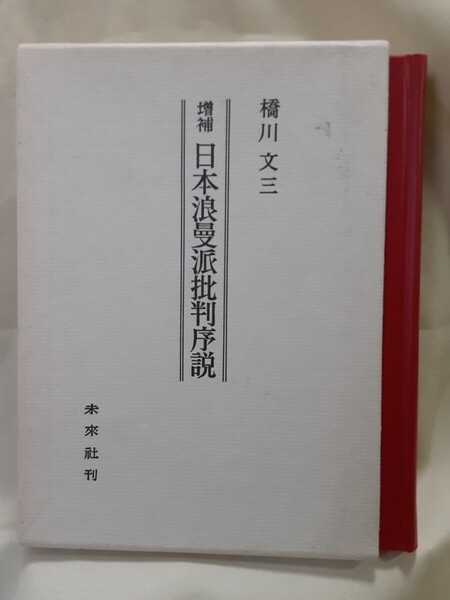 橋川文三
増補 日本浪曼派批判序説
未來社刊